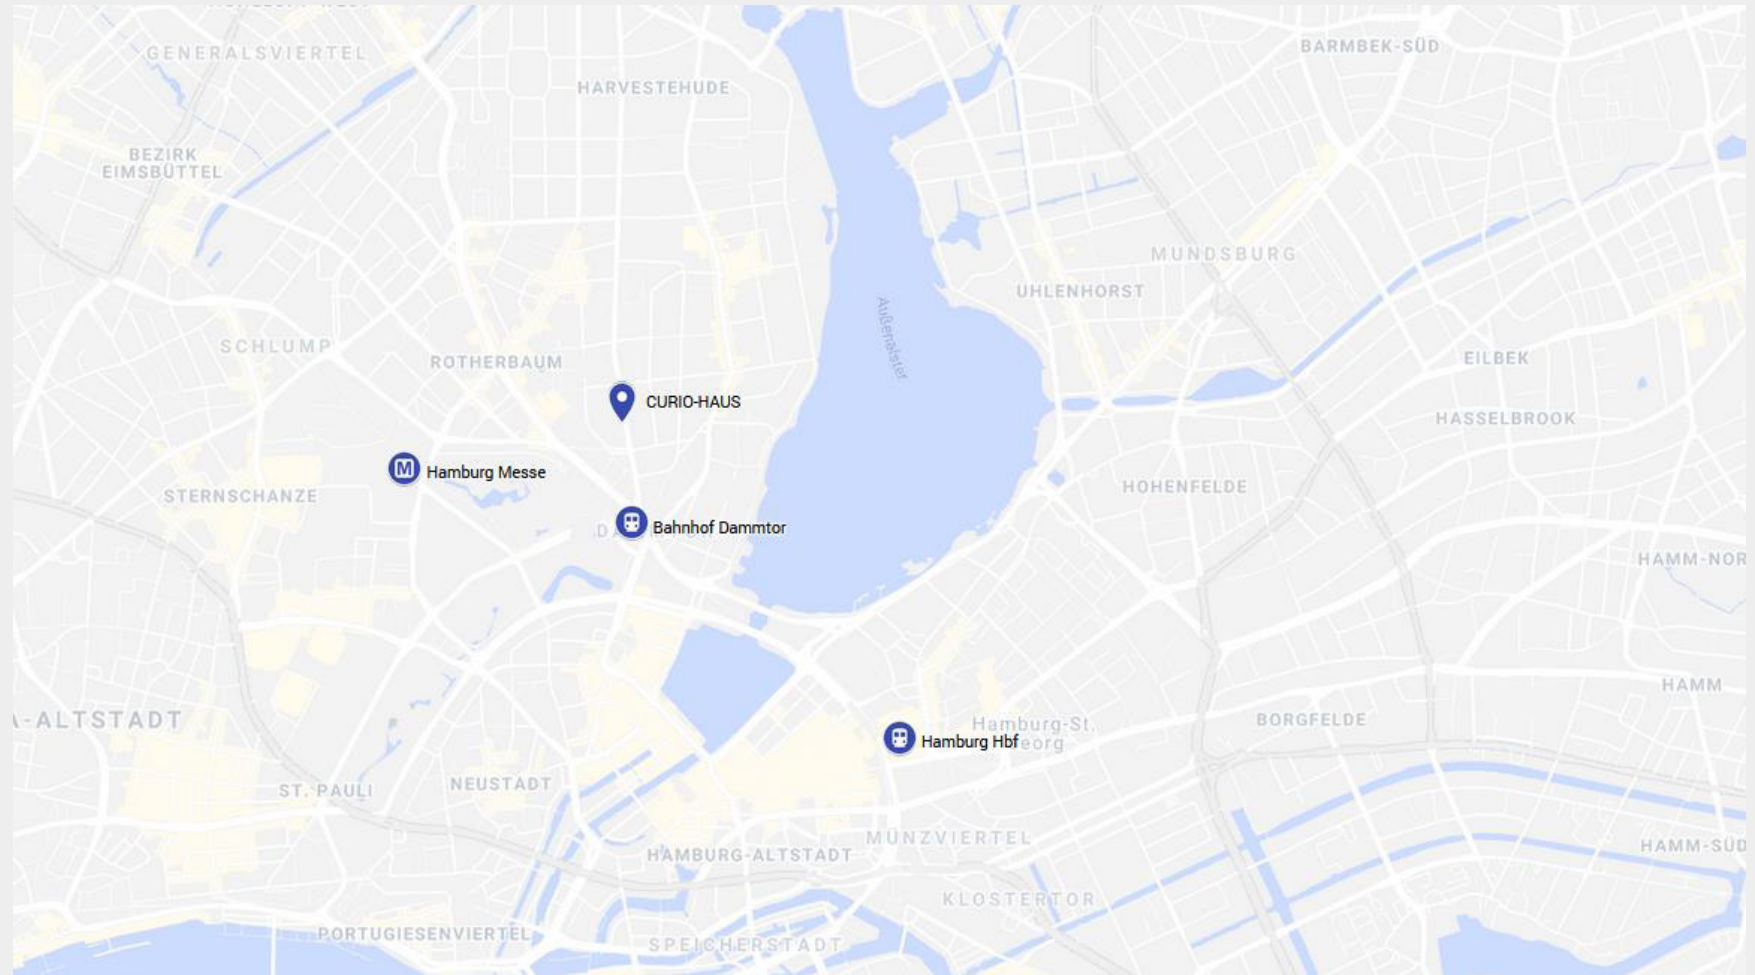 GENERALSVIERTEL
BARMBEK-SÜD
HARVESTEHUDE
BEZIRK
EIMSBÜTTEL
MUNDSBURG
UHLENHORST
Außenalster
SCHLUMP
ROTHERBAUM
EILBEK
CURIO-HAUS
HASSELBROOK
M Hamburg Messe
STERNSCHANZE
HOHENFELDE
Bahnhof Dammtor
HAMM-NOR
HAMM
A-ALTSTADT
Hamburg-St.
eorg
BORGFELDE
Hamburg Hbf
ST. PAULI
NEUSTADT
MÜNZVIERTEL
HAMBURG-ALTSTADT
HAMM-SÜD
KLOSTERTOR
PORTUGIESENVIERTEL
SPEICHERSTADT